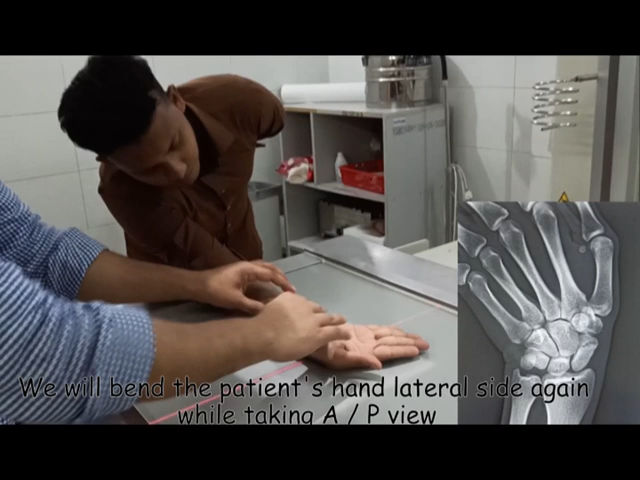 We will bend the patient's hand lateral side again
while taking A / P view